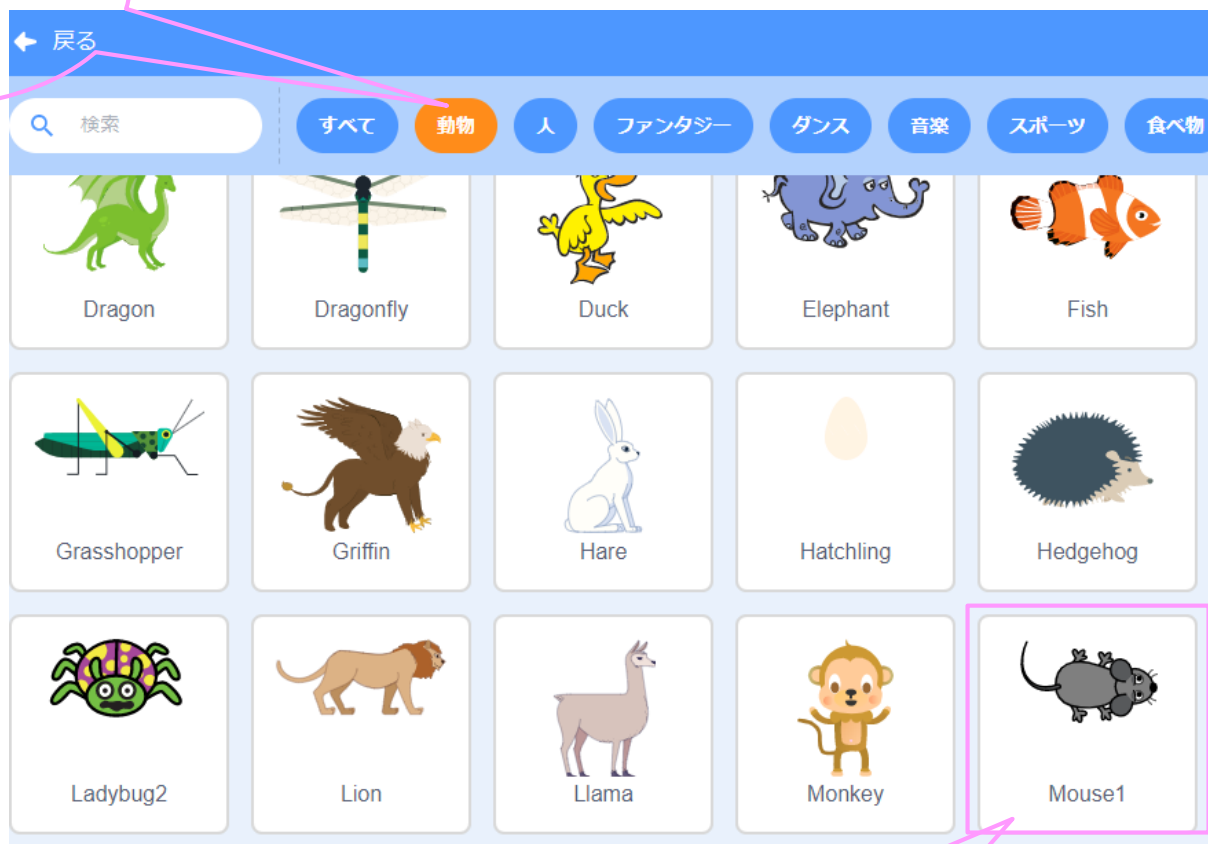 戻る
検索 すべて 動物 人 ファンタジー ダンス 音楽 スポーツ 食べ物
Dragon Dragonfly Duck Elephant Fish
Grasshopper Griffin Hare Hatchling Hedgehog
Ladybug2 Lion Llama Monkey Mouse1